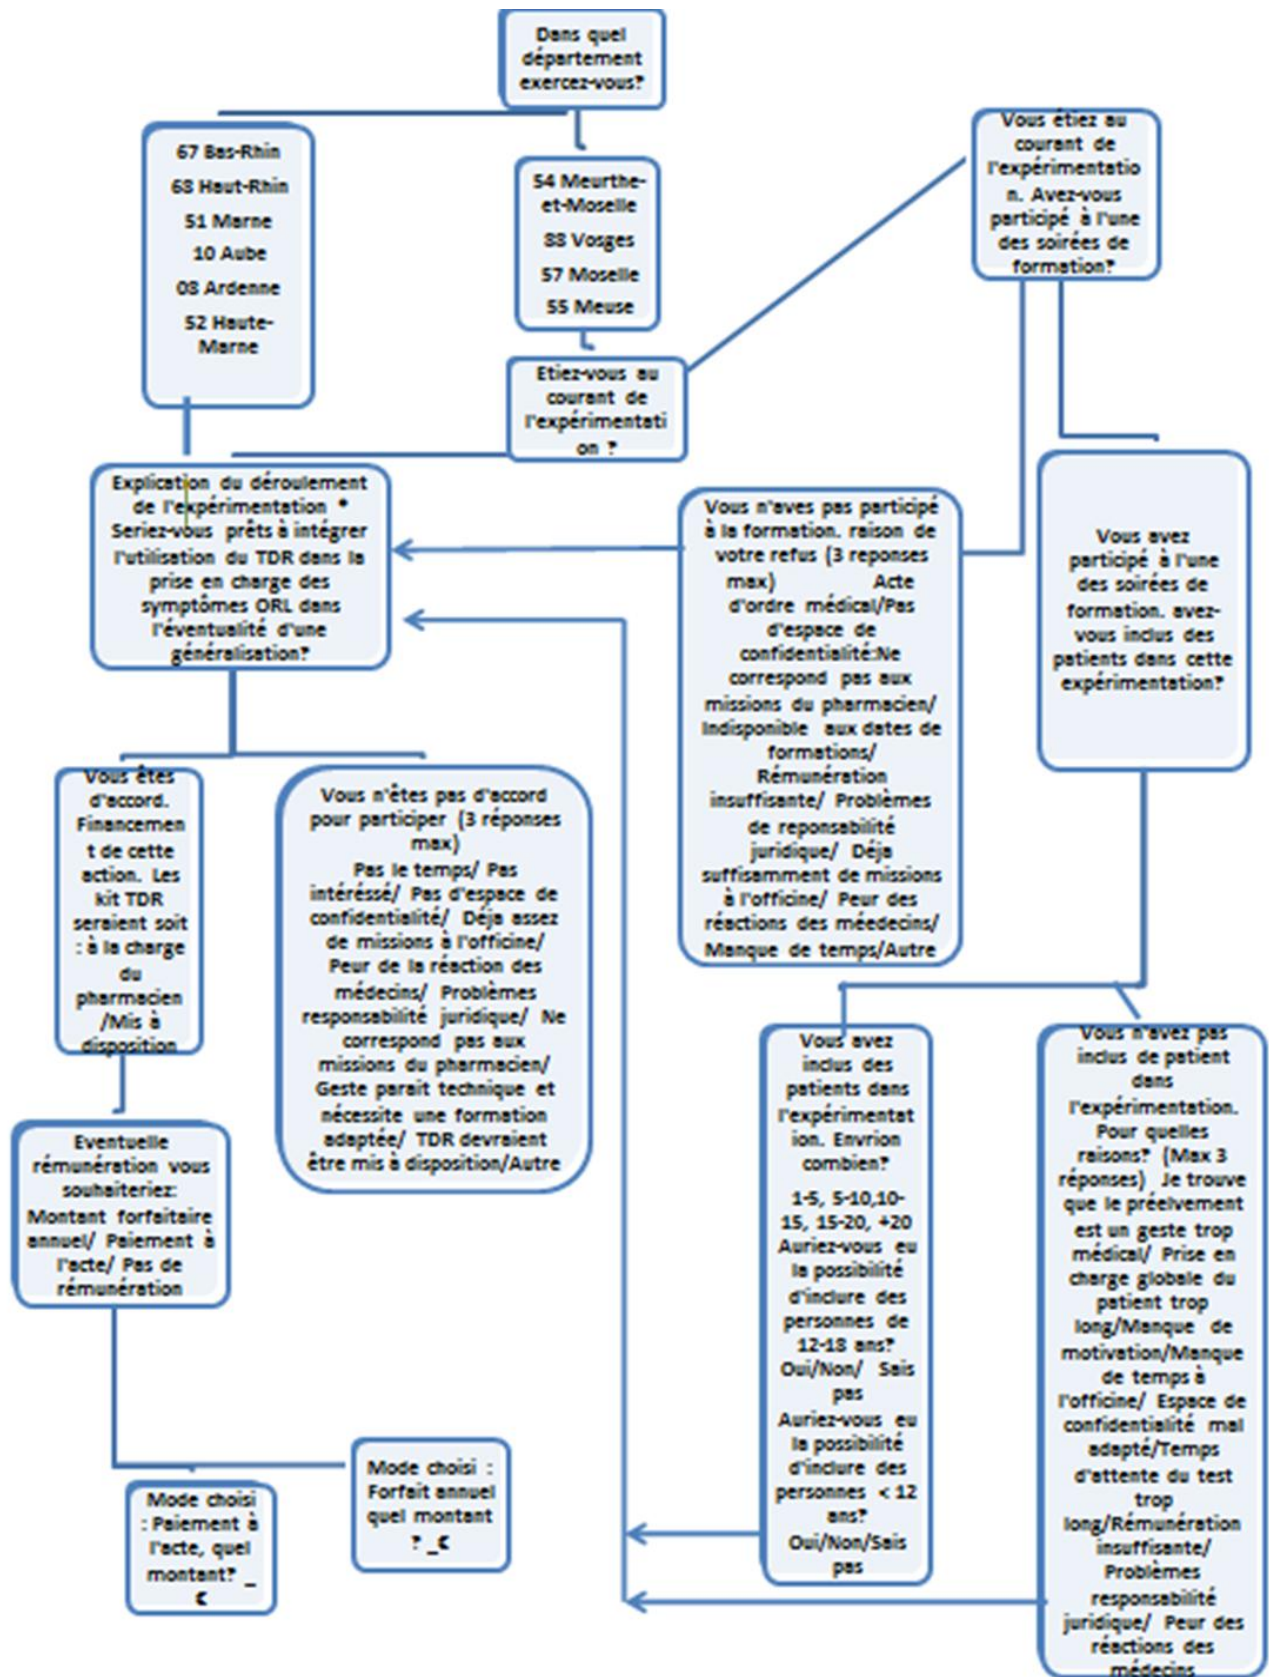 Dans quel
département
exercez-vous?
67 Bas-Rhin
68 Haut-Rhin
51 Marne
10 Aube
08 Ardenne
52 Haute-
Marne
54 Meurthe-
et-Moselle
88 Vosges
57 Moselle
55 Meuse
Vous étiez au
courant de
l'expérimentatio
n. Avez-vous
participé à l'une
des soirées de
formation?
Etiez-vous au
courant de
l'expérimentati
on ?
Explication du déroulement
de l'expérimentation *
Seriez-vous prêts à intégrer
l'utilisation du TDR dans la
prise en charge des
symptômes ORL dans
l'éventualité d'une
généralisation?
Vous n'aves pas participé
à la formation. raison de
votre refus (3 reponses
max) Acte
d'ordre médical/Pas
d'espace de
confidentialité:Ne
correspond pas aux
missions du pharmacien/
Indisponible aux dates de
formations/
Rémunération
insuffisante/ Problèmes
de reponsabilité
juridique/ Déja
suffisamment de missions
à l'officine/ Peur des
réactions des méedecins/
Manque de temps/Autre
Vous avez
participé à l'une
des soirées de
formation. avez-
vous inclus des
patients dans cette
expérimentation?
Vous êtes
d'accord.
Financemen
t de cette
action. Les
kit TDR
seraient soit
: à la charge
du
pharmacien
/Mis à
disposition
Vous n'êtes pas d'accord
pour participer (3 réponses
max)
Pas le temps/ Pas
intéréssé/ Pas d'espace de
confidentialité/ Déja assez
de missions à l'officine/
Peur de la réaction des
médecins/ Problèmes
responsabilité juridique/ Ne
correspond pas aux
missions du pharmacien/
Geste parait technique et
nécessite une formation
adaptée/ TDR devraient
être mis à disposition/Autre
Eventuelle
rémunération vous
souhaiteriez:
Montant forfaitaire
annuel/ Paiement à
l'acte/ Pas de
rémunération
Mode choisi
: Paiement à
l'acte, quel
montant? _
€
Mode choisi :
Forfait annuel
quel montant
? _€
Vous avez
inclus des
patients dans
l'expérimentat
ion. Envrion
combien?
1-5, 5-10,10-
15, 15-20, +20
Auriez-vous eu
la possibilité
d'inclure des
personnes de
12-18 ans?
Oui/Non/ Sais
pas
Auriez-vous eu
la possibilité
d'inclure des
personnes < 12
ans?
Oui/Non/Sais
pas
Vous n'avez pas
inclus de patient
dans
l'expérimentation.
Pour quelles
raisons? (Max 3
réponses) Je trouve
que le préelvement
est un geste trop
médical/ Prise en
charge globale du
patient trop
long/Manque de
motivation/Manque
de temps à
l'officine/ Espace de
confidentialité mal
adapté/Temps
d'attente du test
trop
long/Rémunération
insuffisante/
Problèmes
responsabilité
juridique/ Peur des
réactions des
médecins